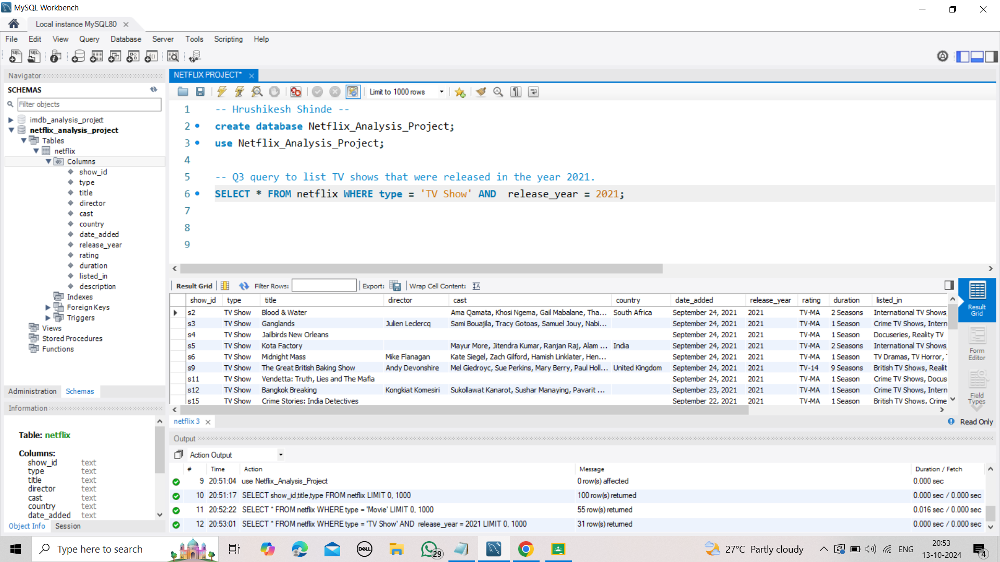 MySQL Workbench
Local instance MySQL80
File Edit View Query Database Server Tools Scripting Help
Navigator
SCHEMAS
Filter objects
imdb_analysis_project
netflix_analysis_project
Tables
netflix
Columns
show_id
type
title
director
cast
country
date_added
release_year
rating
duration
listed_in
description
Indexes
Foreign Keys
Triggers
Views
Stored Procedures
Functions
Administration Schemas
Information
Table: netflix
Columns:
show_id text
type text
title text
director text
cast text
country text
date_added text
Object Info Session
NETFLIX PROJECT*
Limit to 1000 rows
1 -- Hrushikesh Shinde --
2 create database Netflix_Analysis_Project;
3 use Netflix_Analysis_Project;
4
5 -- Q3 query to list TV shows that were released in the year 2021.
6 SELECT * FROM netflix WHERE type = 'TV Show' AND  release_year = 2021;
7
8
9
Result Grid Filter Rows: Export: Wrap Cell Content:
show_id type title director cast country date_added release_year rating duration listed_in
s2 TV Show Blood & Water Ama Qamata, Khosi Ngema, Gail Mabalane, Tha... South Africa September 24, 2021 2021 TV-MA 2 Seasons International TV Shows,
s3 TV Show Ganglands Julien Leclercq Sami Bouajila, Tracy Gotoas, Samuel Jouy, Nabi... September 24, 2021 2021 TV-MA 1 Season Crime TV Shows, Intern
s4 TV Show Jailbirds New Orleans September 24, 2021 2021 TV-MA 1 Season Docuseries, Reality TV
s5 TV Show Kota Factory Mayur More, Jitendra Kumar, Ranjan Raj, Alam ... India September 24, 2021 2021 TV-MA 2 Seasons International TV Shows,
s6 TV Show Midnight Mass Mike Flanagan Kate Siegel, Zach Gilford, Hamish Linklater, Hen... September 24, 2021 2021 TV-MA 1 Season TV Dramas, TV Horror,
s9 TV Show The Great British Baking Show Andy Devonshire Mel Giedroyc, Sue Perkins, Mary Berry, Paul Holl... United Kingdom September 24, 2021 2021 TV-14 9 Seasons British TV Shows, Realit
s11 TV Show Vendetta: Truth, Lies and The Mafia September 24, 2021 2021 TV-MA 1 Season Crime TV Shows, Docus
s12 TV Show Bangkok Breaking Kongkiat Komesiri Sukollawat Kanarot, Sushar Manaying, Pavarit ... September 23, 2021 2021 TV-MA 1 Season Crime TV Shows, Intern
s15 TV Show Crime Stories: India Detectives September 22, 2021 2021 TV-MA 1 Season British TV Shows, Crime
Result
Grid
Form
Editor
Field
Types
netflix 3
Read Only
Output
Action Output
# Time Action Message Duration / Fetch
9 20:51:04 use Netflix_Analysis_Project 0 row(s) affected 0.000 sec
10 20:51:17 SELECT show_id,title,type FROM netflix LIMIT 0, 1000 100 row(s) returned 0.000 sec / 0.000 sec
11 20:52:22 SELECT * FROM netflix WHERE type = 'Movie' LIMIT 0, 1000 55 row(s) returned 0.016 sec / 0.000 sec
12 20:53:01 SELECT * FROM netflix WHERE type = 'TV Show' AND  release_year = 2021 LIMIT 0, 1000 31 row(s) returned 0.000 sec / 0.000 sec
Type here to search
DELL
29
27°C Partly cloudy
ENG
20:53
13-10-2024
4